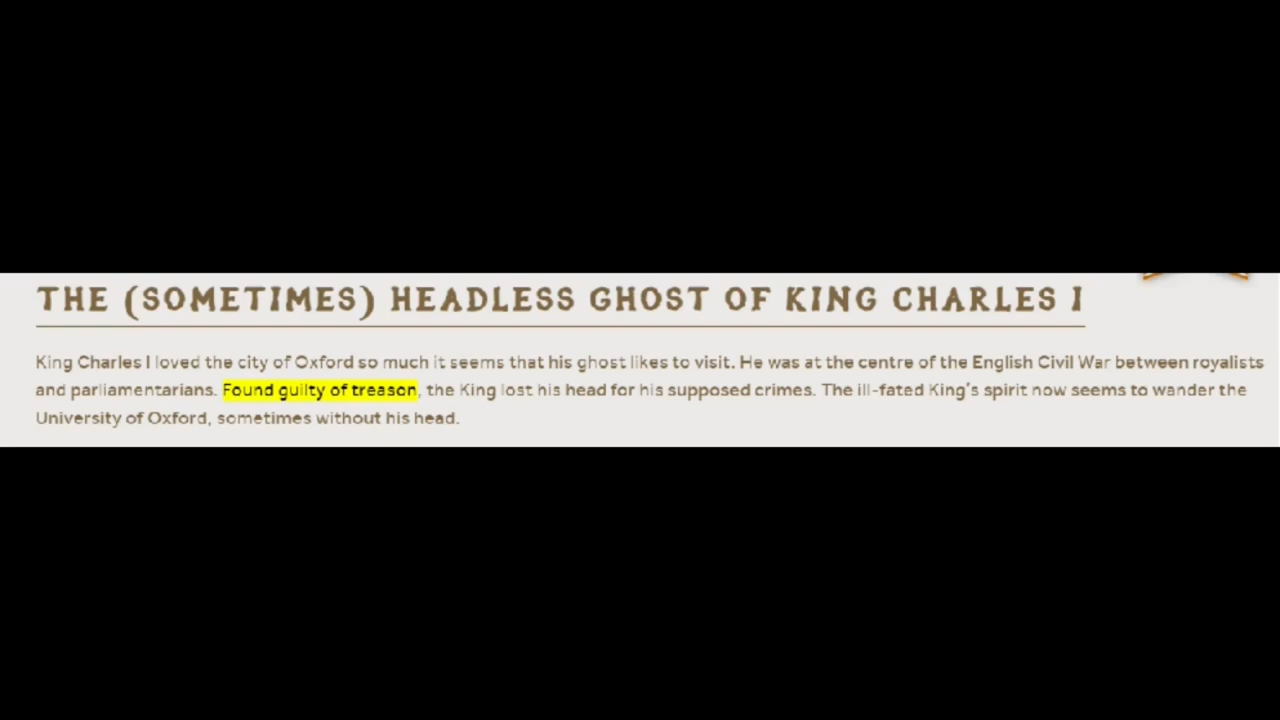 THE (SOMETIMES) HEADLESS GHOST OF KING CHARLES I
King Charles I loved the city of Oxford so much it seems that his ghost likes to visit. He was at the centre of the English Civil War between royalists
and parliamentarians. Found guilty of treason, the King lost his head for his supposed crimes. The ill-fated King's spirit now seems to wander the
University of Oxford, sometimes without his head.